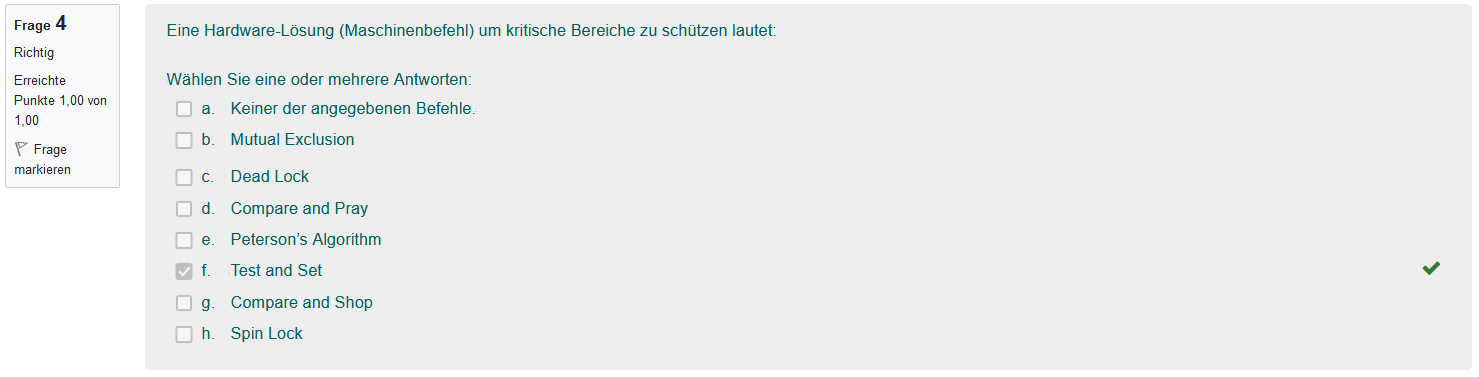 Frage 4
Richtig
Erreichte
Punkte 1,00 von
1,00
Frage
markieren
Eine Hardware-Lösung (Maschinenbefehl) um kritische Bereiche zu schützen lautet:
Wählen Sie eine oder mehrere Antworten:
a. Keiner der angegebenen Befehle.
b. Mutual Exclusion
c. Dead Lock
d. Compare and Pray
e. Peterson’s Algorithm
f. Test and Set
g. Compare and Shop
h. Spin Lock